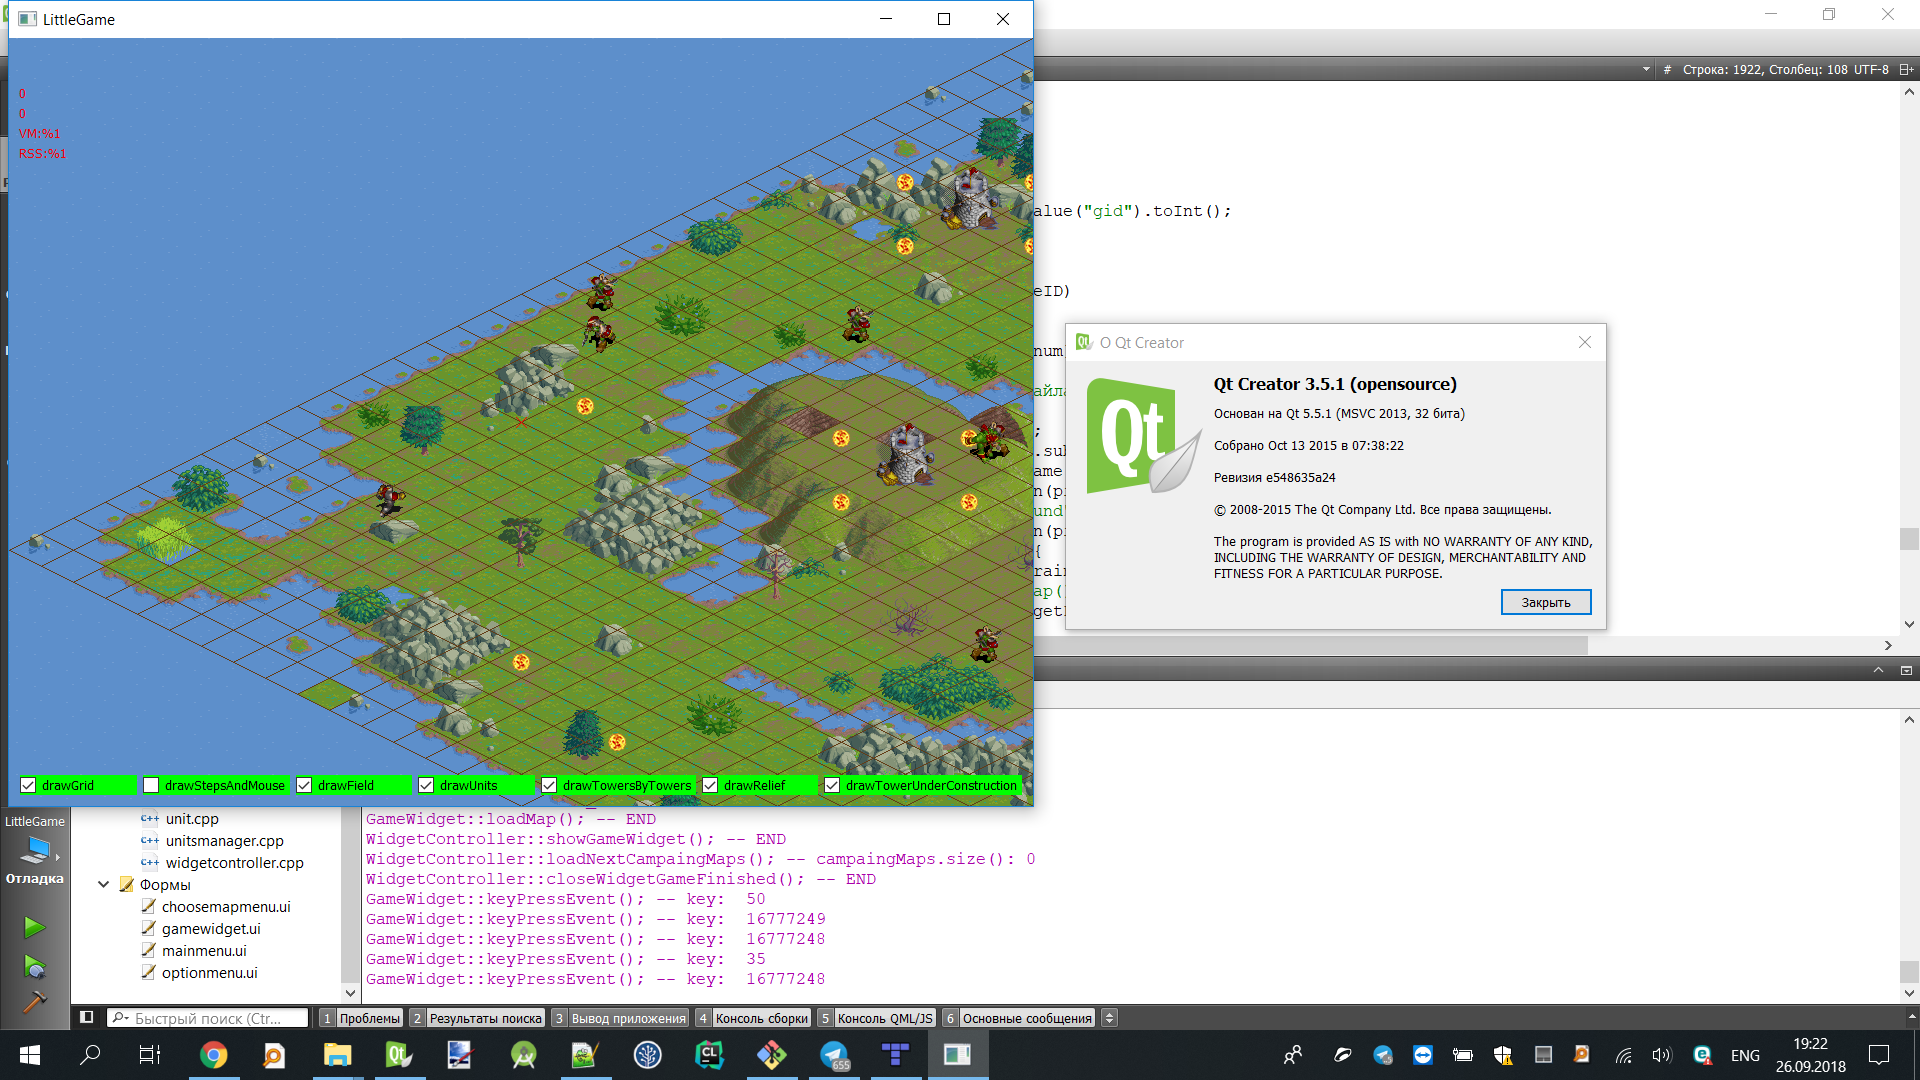 LittleGame
0
0
VM:%1
RSS:%1
drawGrid
drawStepsAndMouse
drawField
drawUnits
drawTowersByTowers
drawRelief
drawTowerUnderConstruction
# Строка: 1922, Столбец: 108 UTF-8
alue("gid").toInt();
eID)
num
айла
;
.sul
ame
n(p
ound"
n(p
{
rain
ap(
get
О Qt Creator
Qt
Qt Creator 3.5.1 (opensource)
Основан на Qt 5.5.1 (MSVC 2013, 32 бита)
Собрано Oct 13 2015 в 07:38:22
Ревизия e548635a24
© 2008-2015 The Qt Company Ltd. Все права защищены.
The program is provided AS IS with NO WARRANTY OF ANY KIND,
INCLUDING THE WARRANTY OF DESIGN, MERCHANTABILITY AND
FITNESS FOR A PARTICULAR PURPOSE.
Закрыть
LittleGame
Отладка
unit.cpp
unitsmanager.cpp
widgetcontroller.cpp
Формы
choosemapmenu.ui
gamewidget.ui
mainmenu.ui
optionmenu.ui
GameWidget::loadMap(); -- END
WidgetController::showGameWidget(); -- END
WidgetController::loadNextCampaingMaps(); -- campaingMaps.size(): 0
WidgetController::closeWidgetGameFinished(); -- END
GameWidget::keyPressEvent(); -- key: 50
GameWidget::keyPressEvent(); -- key: 16777249
GameWidget::keyPressEvent(); -- key: 16777248
GameWidget::keyPressEvent(); -- key: 35
GameWidget::keyPressEvent(); -- key: 16777248
Быстрый поиск (Ctr...
1 Проблемы
2 Результаты поиска
3 Вывод приложения
4 Консоль сборки
5 Консоль QML/JS
6 Основные сообщения
655
ENG
19:22
26.09.2018